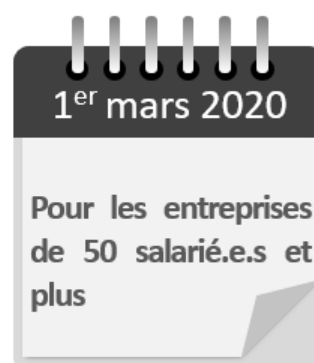 1er mars 2020
Pour les entreprises
de 50 salarié.e.s et
plus